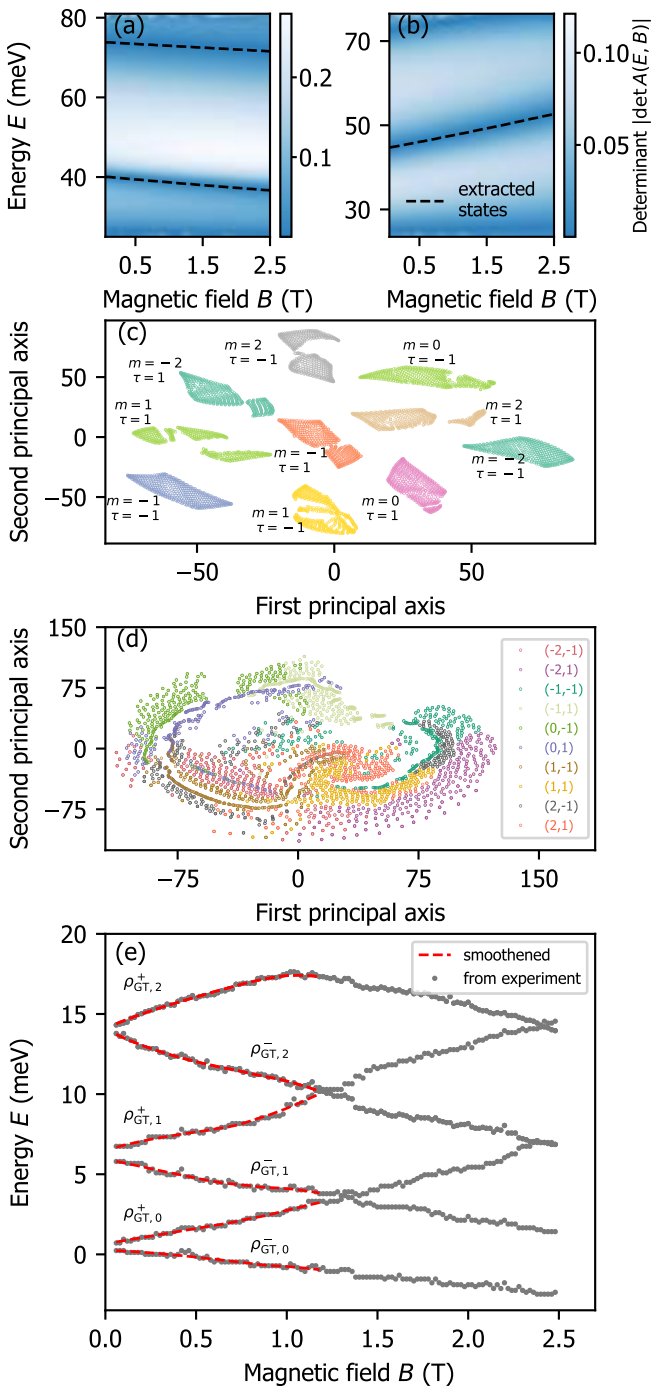 80
60
40
Energy E (meV)
(a)
0.5
1.5
2.5
Magnetic field B (T)
0.2
0.1
70
50
30
(b)
extracted
states
0.5
1.5
2.5
Magnetic field B (T)
0.10
0.05
Determinant |det A(E, B)|
(c)
Second principal axis
50
0
−50
m = 2
τ = −1
m = 0
τ = −1
m = −2
τ = 1
m = 1
τ = 1
m = 2
τ = 1
m = −1
τ = 1
m = −2
τ = −1
m = −1
τ = −1
m = 1
τ = −1
m = 0
τ = 1
−50
0
50
First principal axis
(d)
Second principal axis
150
75
0
−75
(-2,-1)
(-2,1)
(-1,-1)
(-1,1)
(0,-1)
(0,1)
(1,-1)
(1,1)
(2,-1)
(2,1)
−75
0
75
150
First principal axis
(e)
Energy E (meV)
20
15
10
5
0
smoothened
from experiment
ρ⁺GT, 2
ρ⁻GT, 2
ρ⁺GT, 1
ρ⁻GT, 1
ρ⁺GT, 0
ρ⁻GT, 0
0.0
0.5
1.0
1.5
2.0
2.5
Magnetic field B (T)